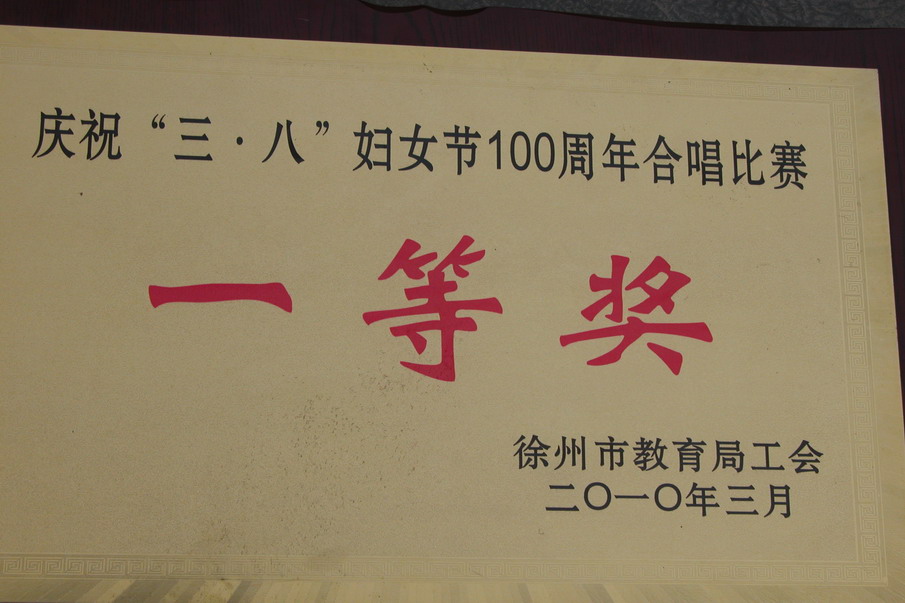 庆祝“三·八”妇女节100周年合唱比赛
一等奖
徐州市教育局工会
二〇一〇年三月